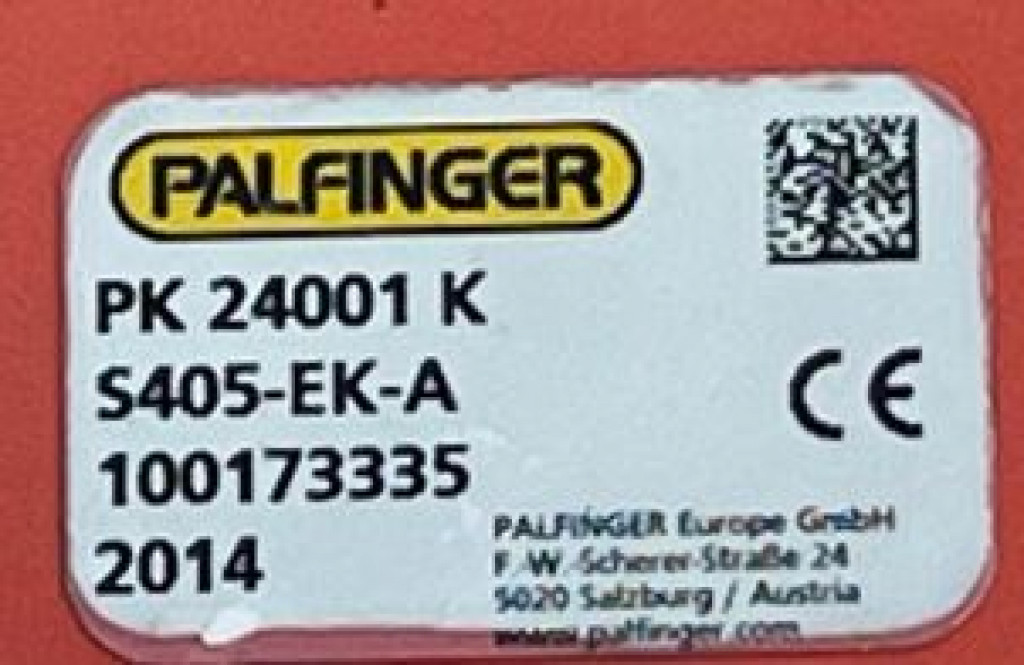 PALFINGER
PK 24001 K
S405-EK-A
100173335
2014
CE
PALFINGER Europe GmbH
F.-W.-Scherer-Straße 24
5020 Salzburg / Austria
www.palfinger.com